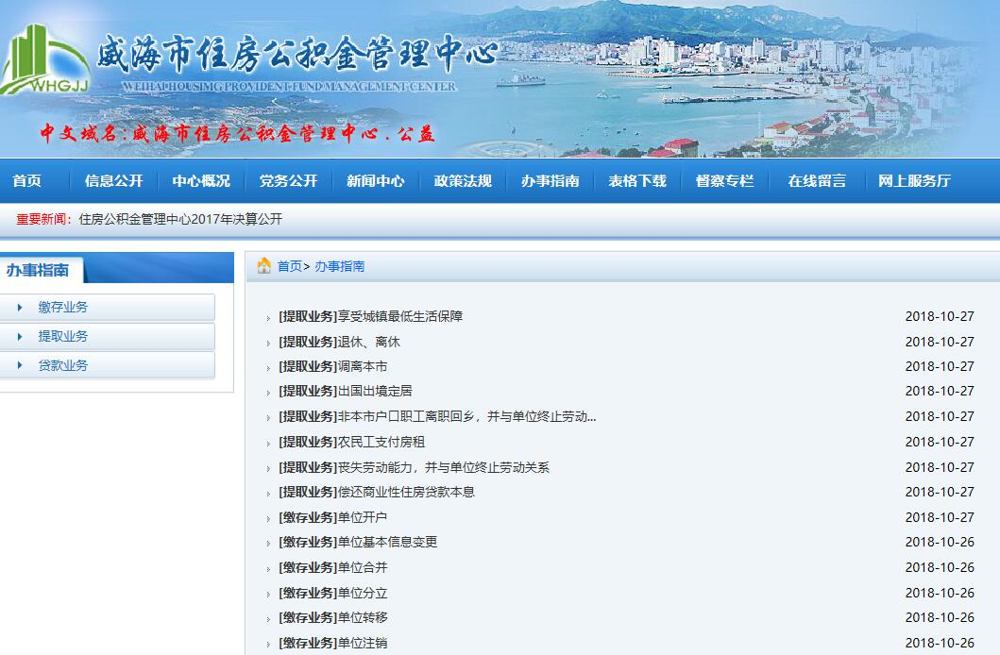 威海市住房公积金管理中心
WHGJJ
WEIHAI HOUSIMG PROVIDENT FUND MANAGEMENT CENTER
中文域名:威海市住房公积金管理中心.公益
首页 信息公开 中心概况 党务公开 新闻中心 政策法规 办事指南 表格下载 督察专栏 在线留言 网上服务厅
重要新闻: 住房公积金管理中心2017年决算公开
办事指南
缴存业务
提取业务
贷款业务
首页> 办事指南
[提取业务]享受城镇最低生活保障 2018-10-27
[提取业务]退休、离休 2018-10-27
[提取业务]调离本市 2018-10-27
[提取业务]出国出境定居 2018-10-27
[提取业务]非本市户口职工离职回乡，并与单位终止劳动... 2018-10-27
[提取业务]农民工支付房租 2018-10-27
[提取业务]丧失劳动能力，并与单位终止劳动关系 2018-10-27
[提取业务]偿还商业性住房贷款本息 2018-10-27
[缴存业务]单位开户 2018-10-27
[缴存业务]单位基本信息变更 2018-10-26
[缴存业务]单位合并 2018-10-26
[缴存业务]单位分立 2018-10-26
[缴存业务]单位转移 2018-10-26
[缴存业务]单位注销 2018-10-26